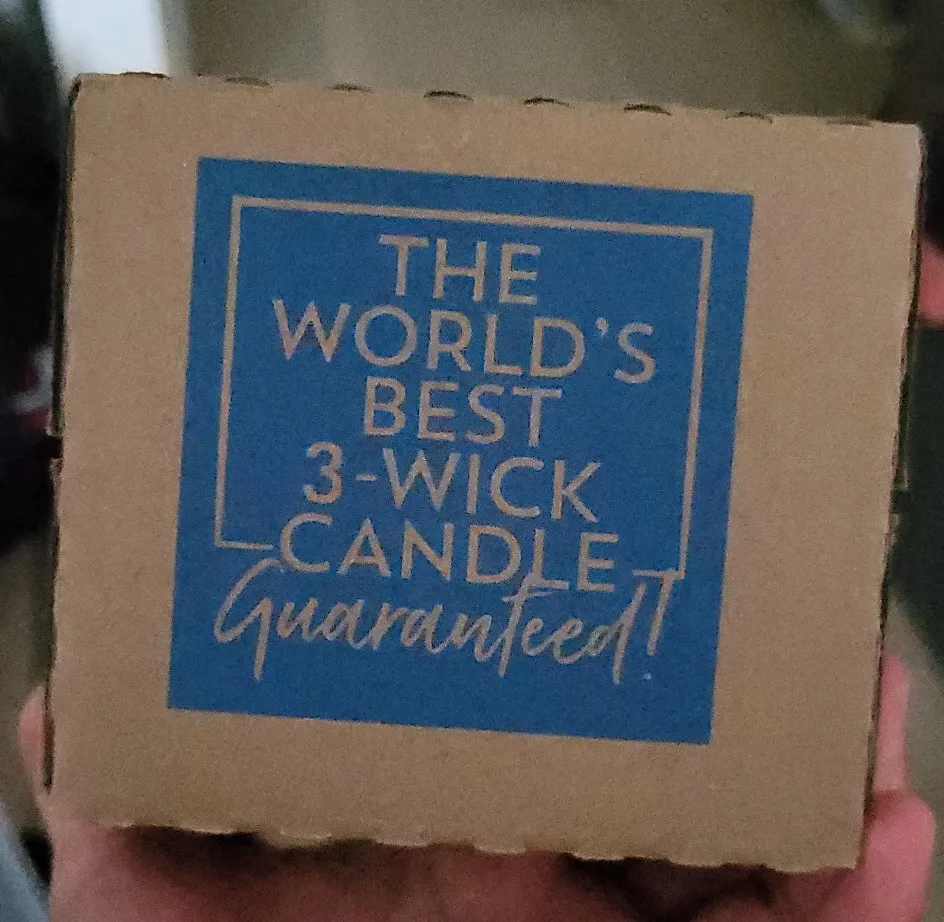 THE
WORLD'S
BEST
3-WICK
CANDLE
Guaranteed!